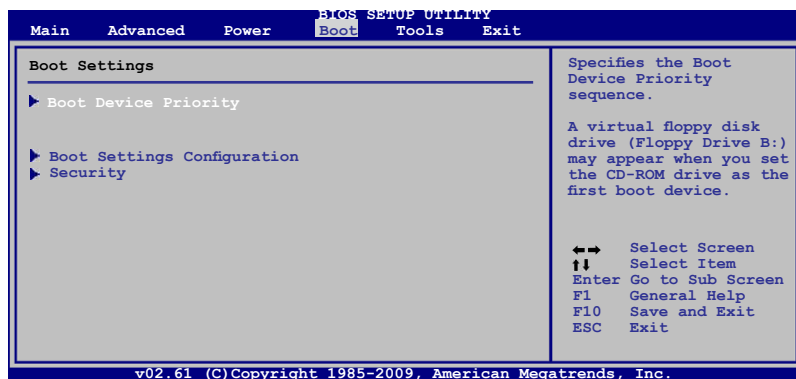 BIOS SETUP UTILITY
Main Advanced Power Boot Tools Exit
Boot Settings
Boot Device Priority
Boot Settings Configuration
Security
Specifies the Boot
Device Priority
sequence.
A virtual floppy disk
drive (Floppy Drive B:)
may appear when you set
the CD-ROM drive as the
first boot device.
←→ Select Screen
↑↓ Select Item
Enter Go to Sub Screen
F1 General Help
F10 Save and Exit
ESC Exit
v02.61 (C)Copyright 1985-2009, American Megatrends, Inc.